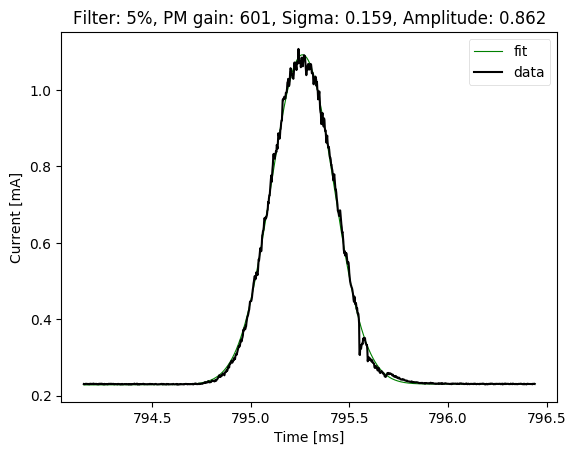 Filter: 5%, PM gain: 601, Sigma: 0.159, Amplitude: 0.862
fit
data
1.0
0.8
0.6
0.4
0.2
Current [mA]
794.5 795.0 795.5 796.0 796.5
Time [ms]